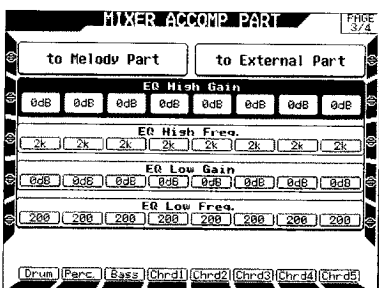 MIXER ACCOMP PART PAGE 3/4
to Melody Part to External Part
EQ High Gain
0dB 0dB 0dB 0dB 0dB 0dB 0dB 0dB
EQ High Freq.
2k 2k 2k 2k 2k 2k 2k 2k
EQ Low Gain
0dB 0dB 0dB 0dB 0dB 0dB 0dB 0dB
EQ Low Freq.
200 200 200 200 200 200 200 200
Drum Perc. Bass Chrd1 Chrd2 Chrd3 Chrd4 Chrd5